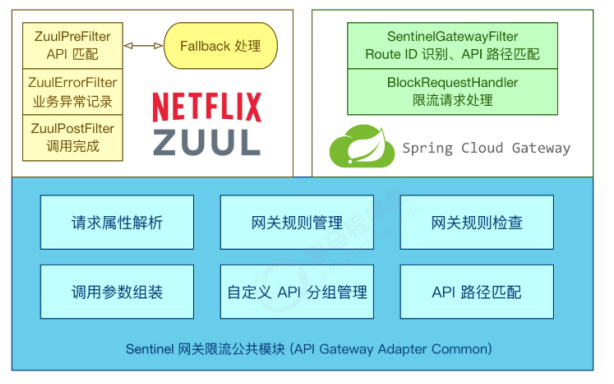 ZuulPreFilter
API 匹配
Fallback 处理
ZuulErrorFilter
业务异常记录
ZuulPostFilter
调用完成
NETFLIX
ZUUL
SentinelGatewayFilter
Route ID 识别、API 路径匹配
BlockRequestHandler
限流请求处理
Spring Cloud Gateway
请求属性解析
网关规则管理
网关规则检查
调用参数组装
自定义 API 分组管理
API 路径匹配
Sentinel 网关限流公共模块 (API Gateway Adapter Common)